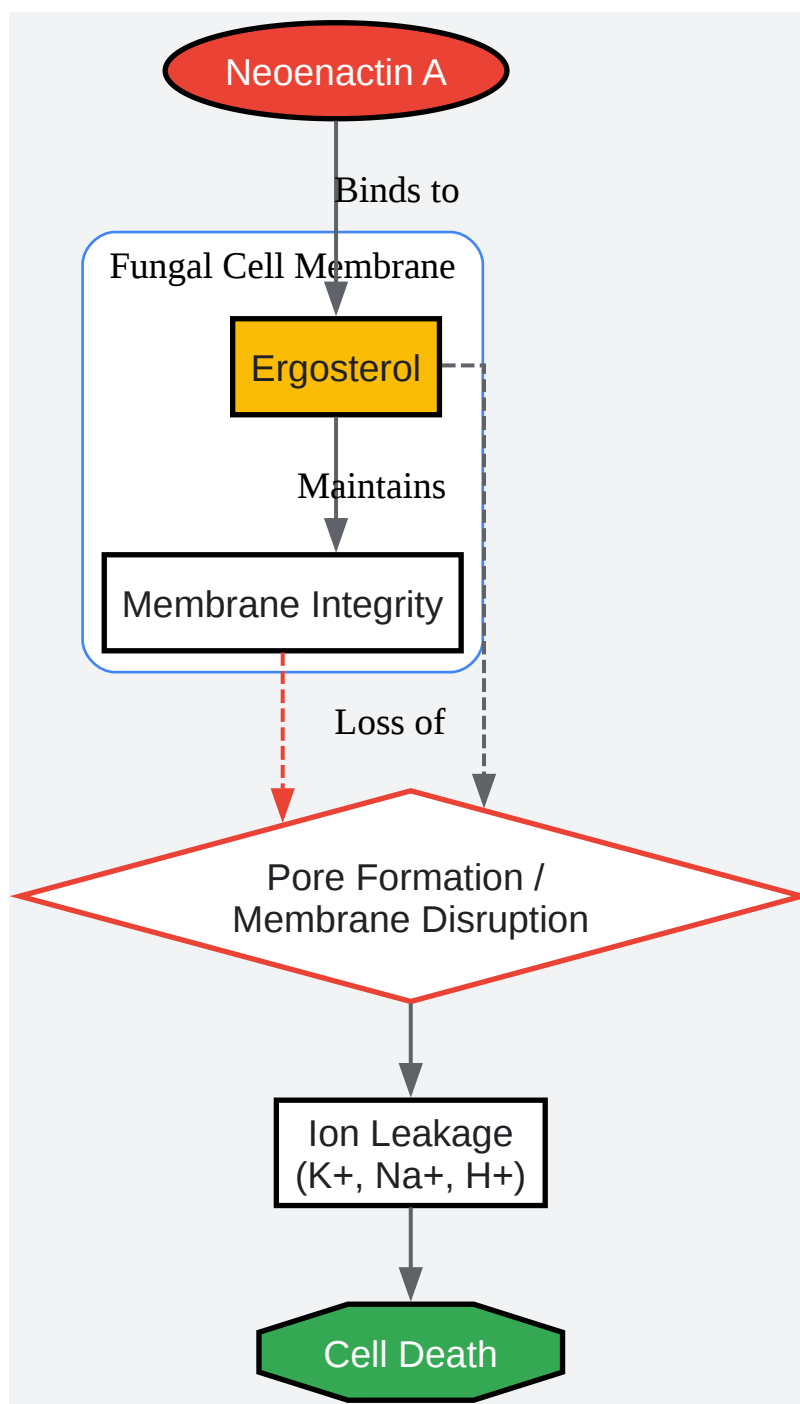 Neoenactin A
Binds to
Fungal Cell Membrane
Ergosterol
Maintains
Membrane Integrity
Loss of
Pore Formation /
Membrane Disruption
Ion Leakage
(K+, Na+, H+)
Cell Death